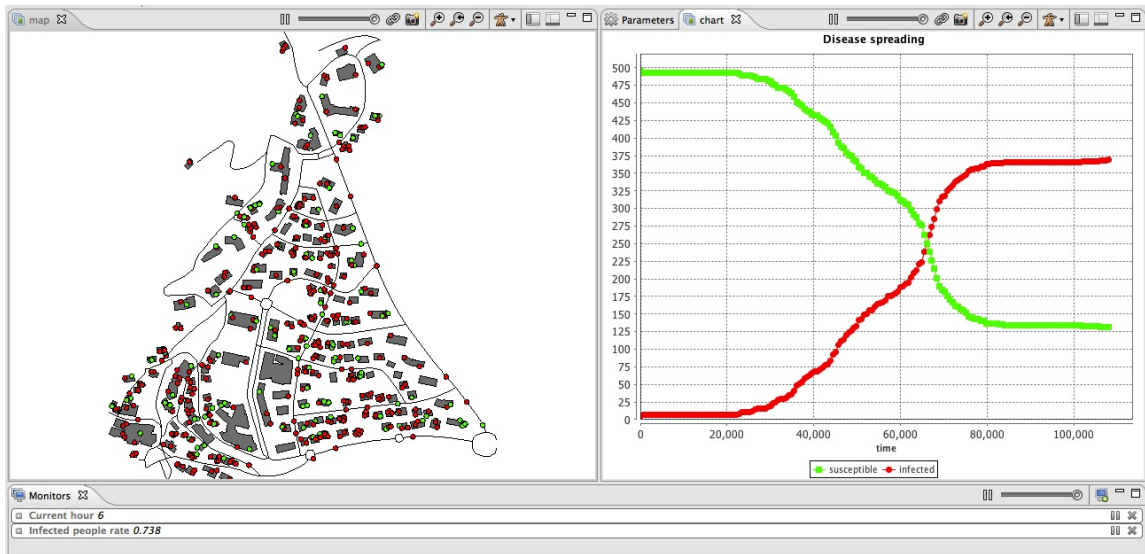 map
Parameters
chart
Disease spreading
500
475
450
425
400
375
350
325
300
275
250
225
200
175
150
125
100
75
50
25
0
0 20,000 40,000 60,000 80,000 100,000
time
susceptible infected
Monitors
Current hour 6
Infected people rate 0.738